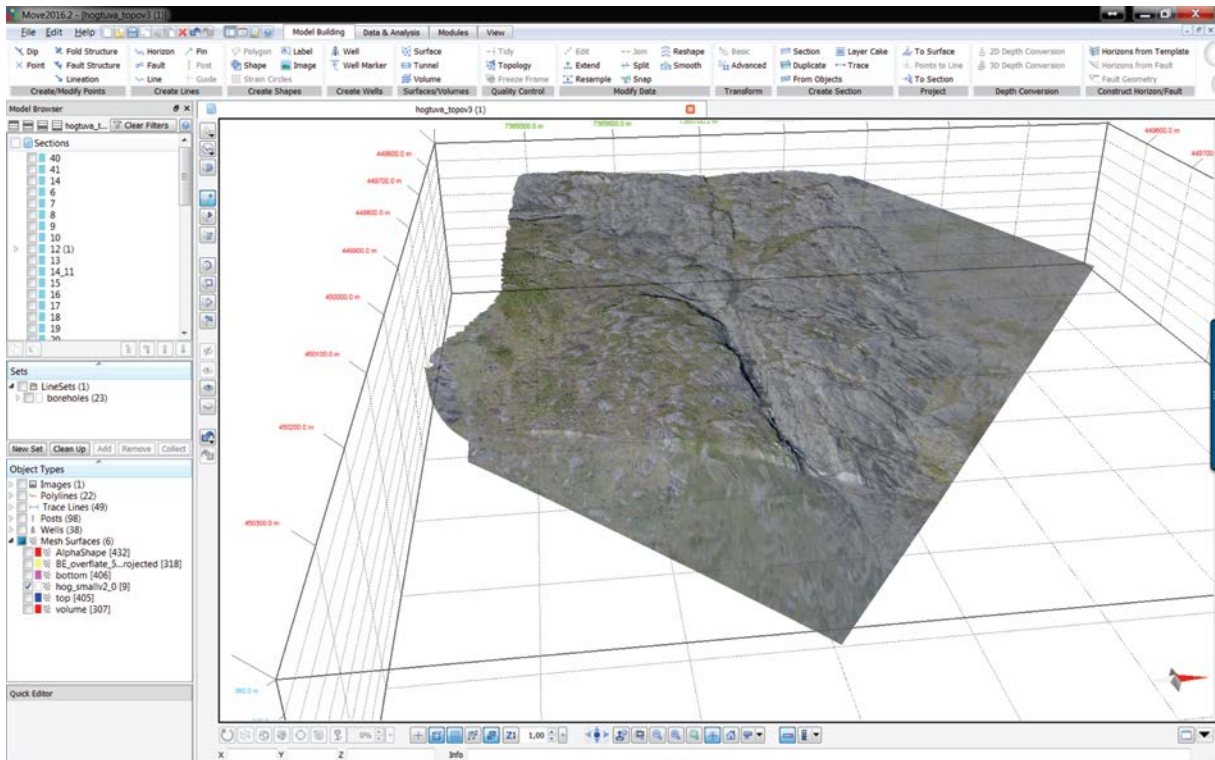 Move2016.2 - [hogtuva_topov3 (1)]
File Edit Help Model Building Data & Analysis Modules View
Dip Fold Structure Horizon Pin Polygon Label Well Surface Tidy Edit Join Reshape Basic Section Layer Cake To Surface 2D Depth Conversion Horizons from Template
Point Fault Structure Fault Post Shape Image Well Marker Tunnel Topology Extend Split Smooth Advanced Duplicate Trace Points to Line 3D Depth Conversion Horizons from Fault
Lineation Line Guide Strain Circles Volume Freeze Frame Resample Snap From Objects To Section Fault Geometry
Create/Modify Points Create Lines Create Shapes Create Wells Surfaces/Volumes Quality Control Modify Data Transform Create Section Project Depth Conversion Construct Horizon/Fault
Model Browser
hogtuva_topov3 (1)
hogtuva_t... Clear Filters
Sections
40
41
14
6
7
8
9
10
12 (1)
13
14_11
15
16
17
18
19
20
Sets
LineSets (1)
boreholes (23)
New Set Clean Up Add Remove Collect
Object Types
Images (1)
Polylines (22)
Trace Lines (49)
Posts (98)
Wells (38)
Mesh Surfaces (6)
AlphaShape [432]
BE_overflate_5...rojected [318]
bottom [406]
hog_smallv2_0 [9]
top [405]
volume [307]
Quick Editor
449700.0 m
450000.0 m
450100.0 m
450200.0 m
450300.0 m
0% Z1 1,00
X Y Z Info